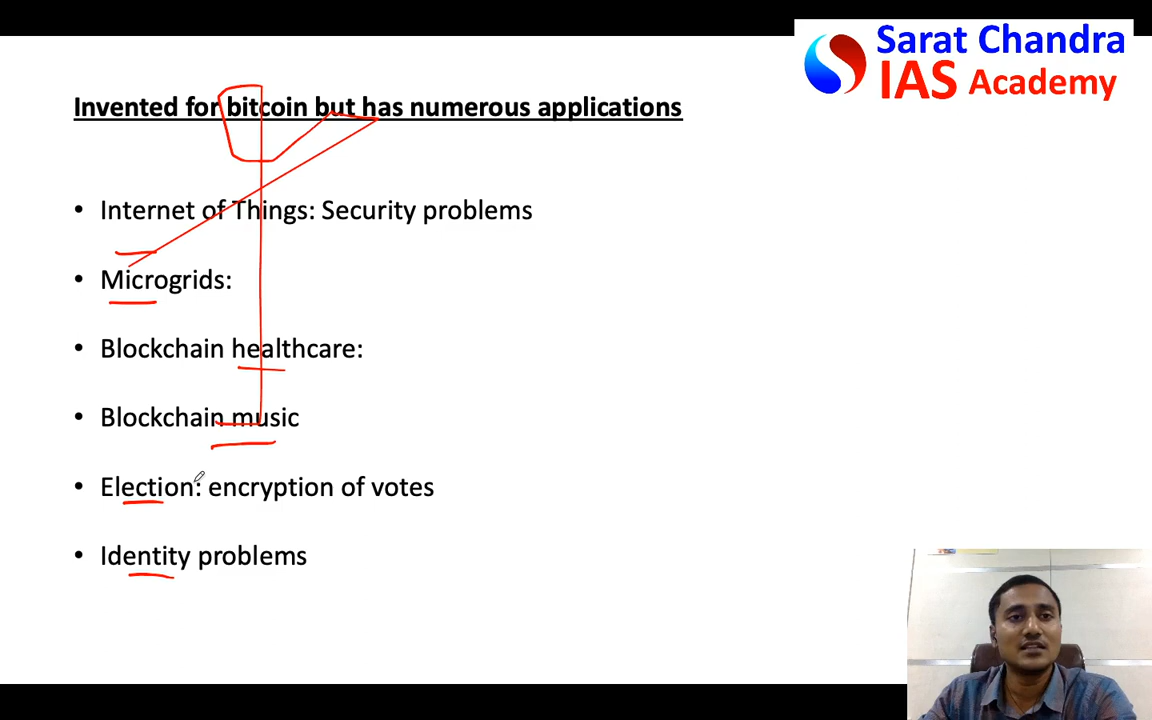 Sarat Chandra
IAS Academy
Invented for bitcoin but has numerous applications
• Internet of Things: Security problems
• Microgrids:
• Blockchain healthcare:
• Blockchain music
• Election: encryption of votes
• Identity problems